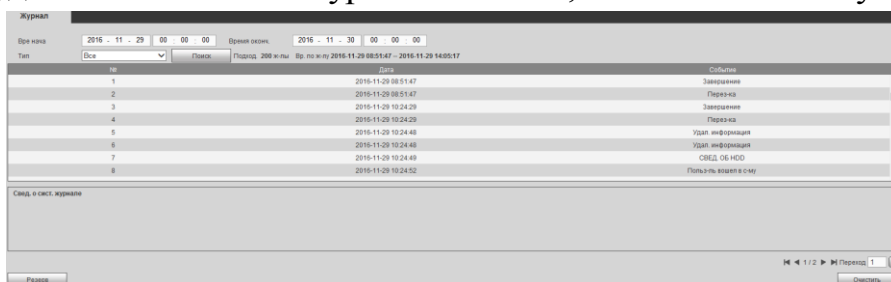 Журнал
Вре нача 2016 - 11 - 29 00 : 00 : 00 Время оконч. 2016 - 11 - 30 00 : 00 : 00
Тип Все Поиск Подход. 200 ж-лы Вр. по ж-лу 2016-11-29 08:51:47 -- 2016-11-29 14:05:17
№ Дата Событие
1 2016-11-29 08:51:47 Завершение
2 2016-11-29 08:51:47 Перез-ка
3 2016-11-29 10:24:29 Завершение
4 2016-11-29 10:24:29 Перез-ка
5 2016-11-29 10:24:48 Удал. информация
6 2016-11-29 10:24:48 Удал. информация
7 2016-11-29 10:24:49 СВЕД. ОБ HDD
8 2016-11-29 10:24:52 Польз-ль вошел в с-му
Свед. о сист. журнале
1 / 2 Переход 1
Резерв Очистить